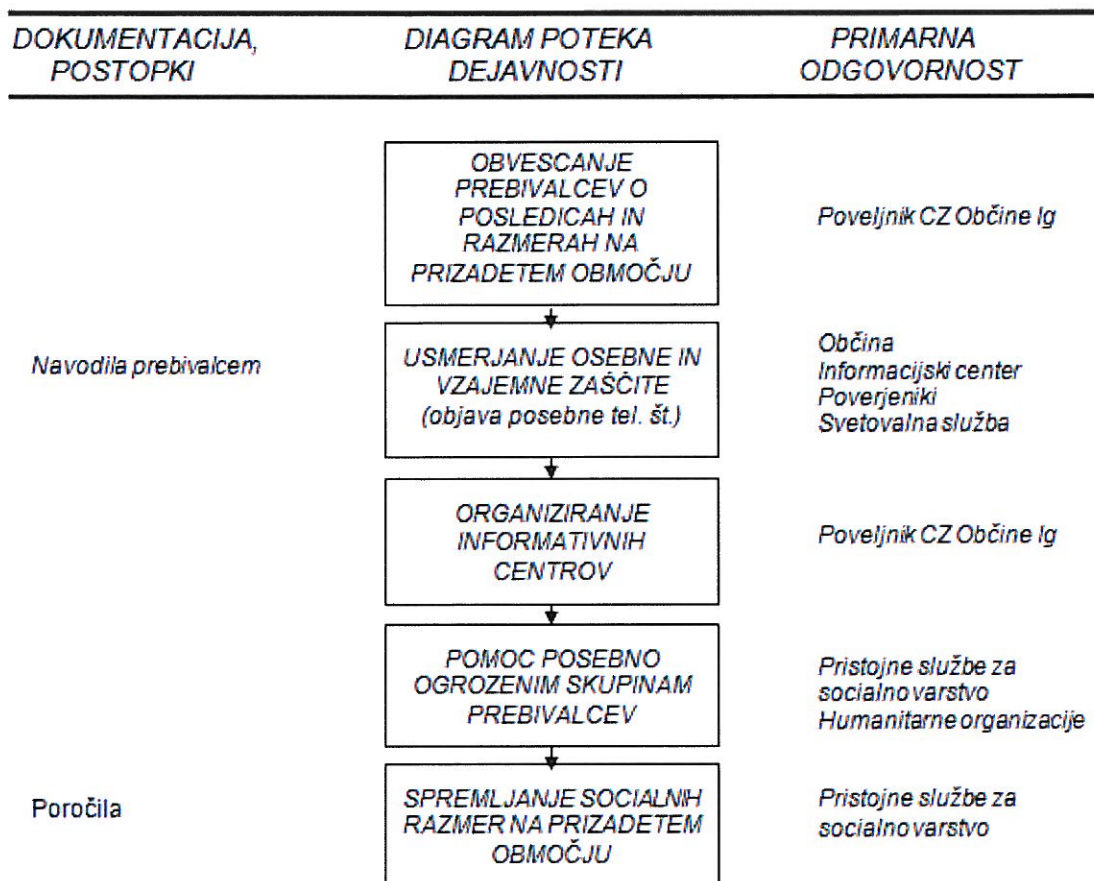 DOKUMENTACIJA,
POSTOPKI
DIAGRAM POTEKA
DEJAVNOSTI
PRIMARNA
ODGOVORNOST
OBVESCANJE
PREBIVALCEV O
POSLEDICAH IN
RAZMERAH NA
PRIZADETEM OBMOČJU
Poveljnik CZ Občine Ig
Navodila prebivalcem
USMERJANJE OSEBNE IN
VZAJEMNE ZAŠČITE
(objava posebne tel. št.)
Občina
Informacijski center
Poverjeniki
Svetovalna služba
ORGANIZIRANJE
INFORMATIVNIH
CENTROV
Poveljnik CZ Občine Ig
POMOC POSEBNO
OGROZENIM SKUPINAM
PREBIVALCEV
Pristojne službe za
socialno varstvo
Humanitarne organizacije
Poročila
SPREMLJANJE SOCIALNIH
RAZMER NA PRIZADETEM
OBMOČJU
Pristojne službe za
socialno varstvo